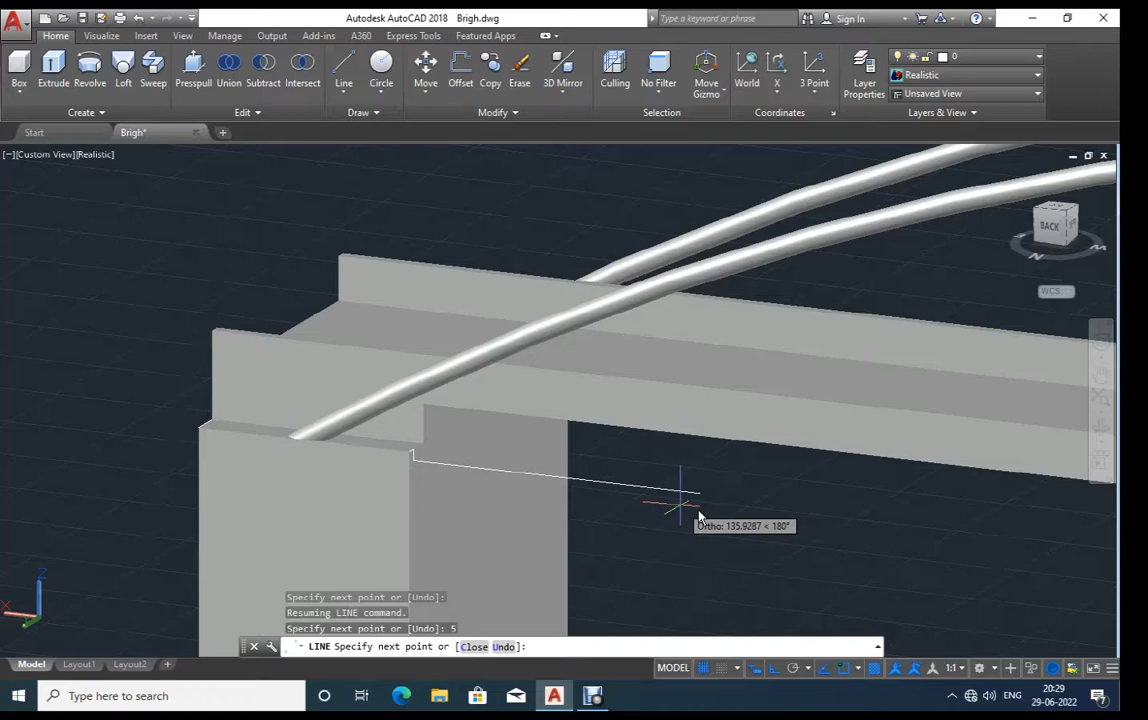 Autodesk AutoCAD 2018 Brigh.dwg
Type a keyword or phrase
Sign In
Home Visualize Insert View Manage Output Add-ins A360 Express Tools Featured Apps
Box Extrude Revolve Loft Sweep Presspull Union Subtract Intersect Line Circle Move Offset Copy Erase 3D Mirror Culling No Filter Move Gizmo World X 3 Point Layer Properties
0
Realistic
Unsaved View
Create Edit Draw Modify Selection Coordinates Layers & View
Start Brigh*
[−][Custom View][Realistic]
BACK
WCS
Ortho: 135.9287 < 180°
Z
X
Specify next point or [Undo]:
Resuming LINE command.
Specify next point or [Undo]: 5
LINE Specify next point or [Close Undo]:
Model Layout1 Layout2
MODEL 1:1
Type here to search
ENG
20:29
29-06-2022